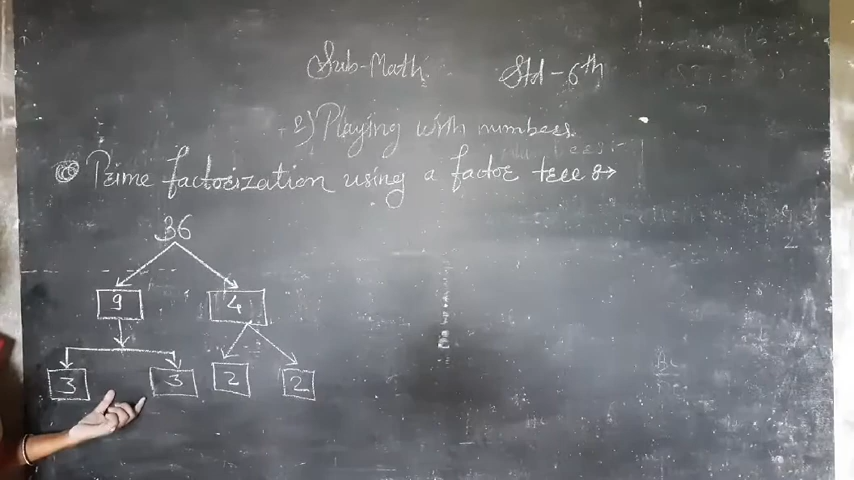 Sub-Math Std-6th
2) Playing with numbers.
Prime factorization using a factor tree :→
36
9 4
3 3 2 2